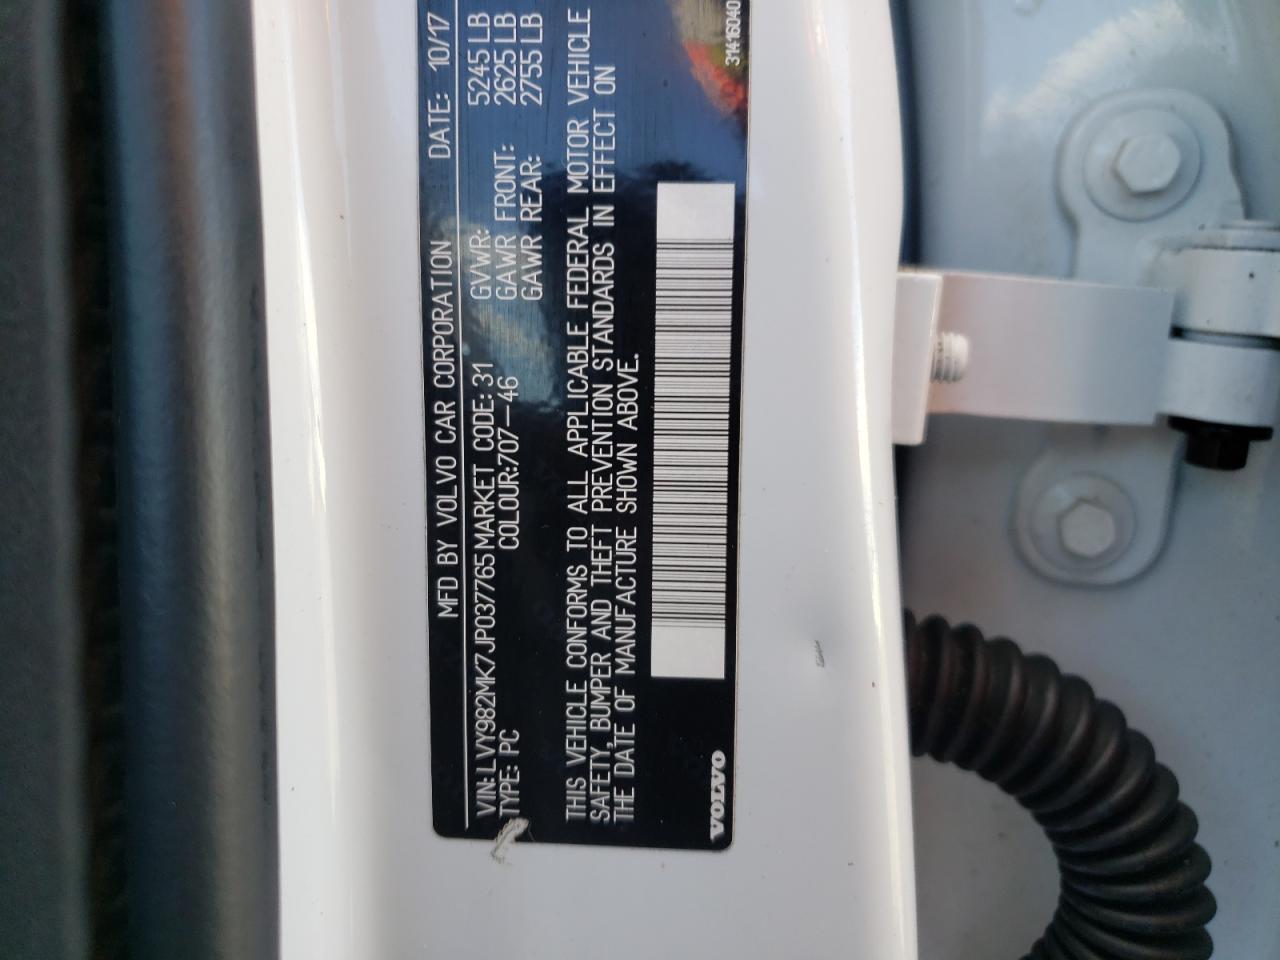 MFD BY VOLVO CAR CORPORATION DATE: 10/17
VIN: LVY982MK7JP037765 MARKET CODE: 31 GVWR: 5245 LB
TYPE: PC COLOUR: 707-46 GAWR FRONT: 2625 LB
GAWR REAR: 2755 LB
THIS VEHICLE CONFORMS TO ALL APPLICABLE FEDERAL MOTOR VEHICLE
SAFETY, BUMPER AND THEFT PREVENTION STANDARDS IN EFFECT ON
THE DATE OF MANUFACTURE SHOWN ABOVE.
VOLVO 31416040